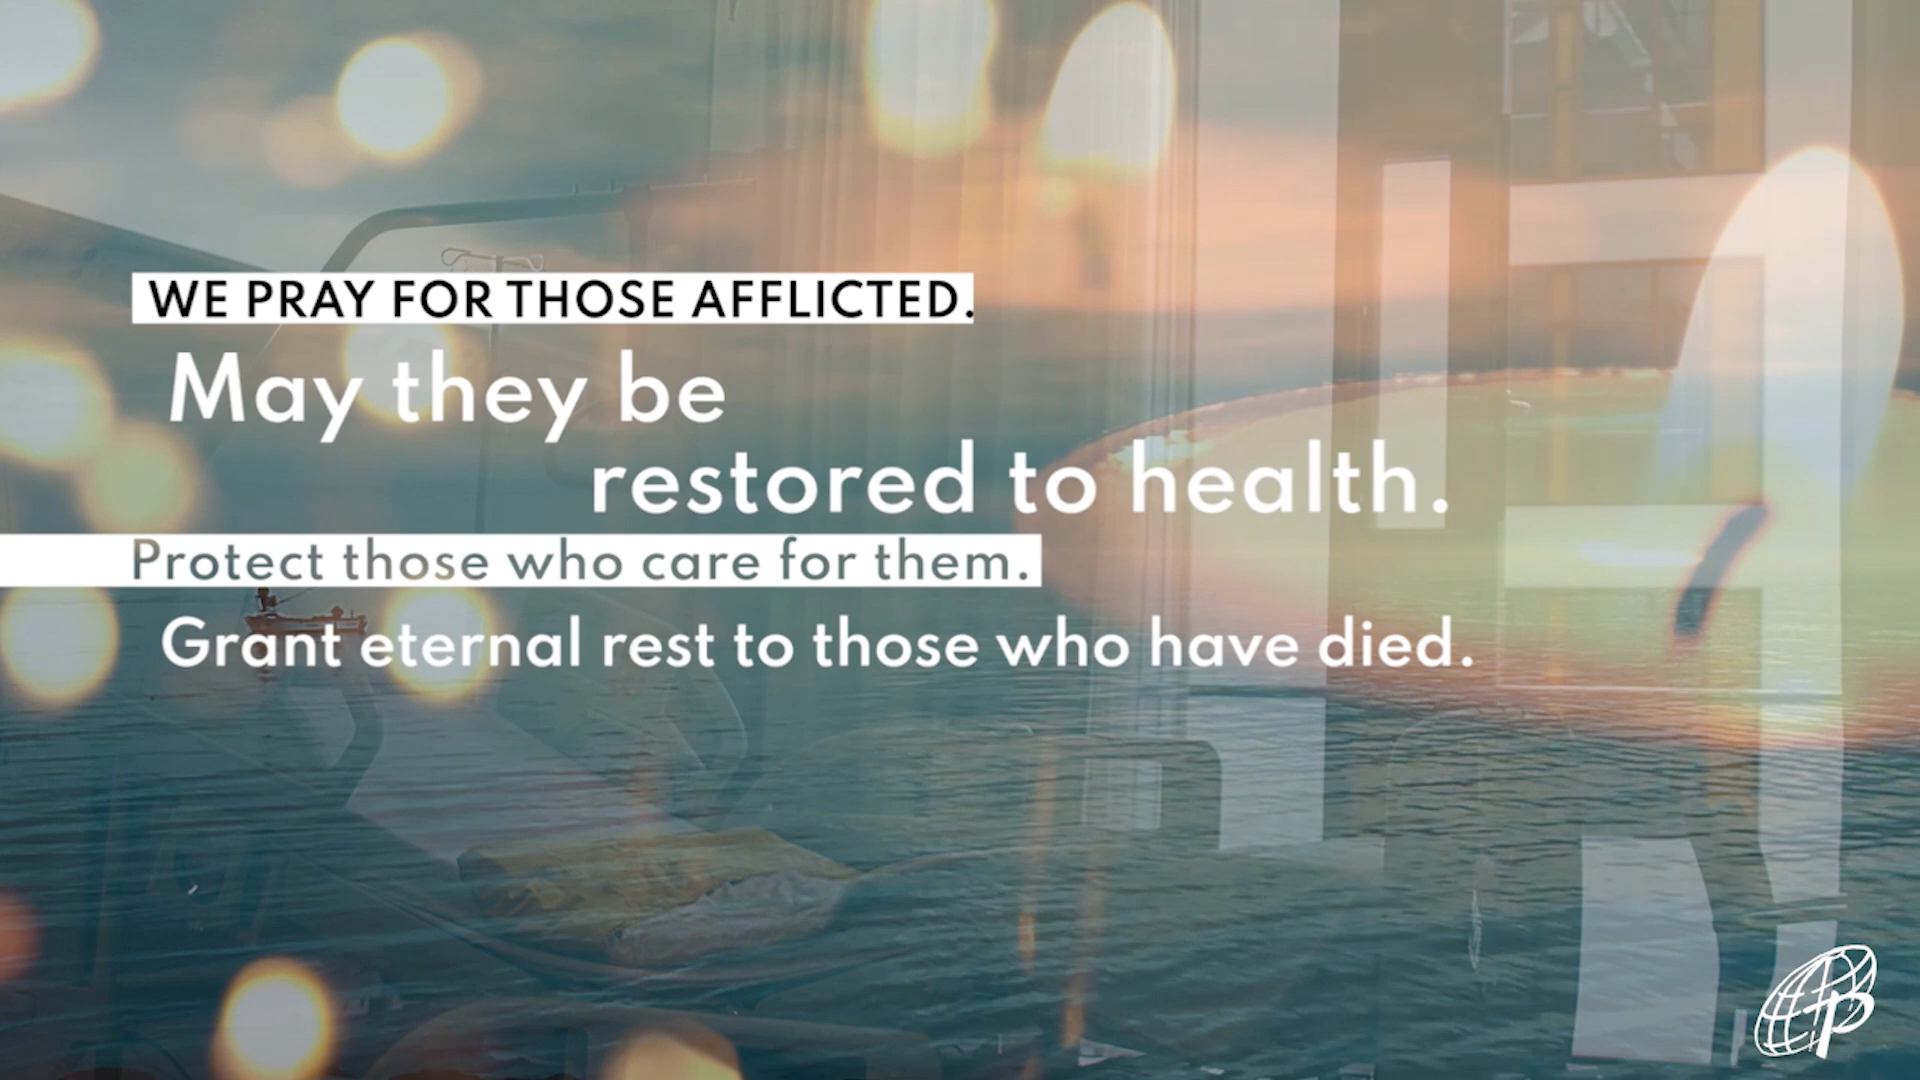 WE PRAY FOR THOSE AFFLICTED.
May they be
restored to health.
Protect those who care for them.
Grant eternal rest to those who have died.